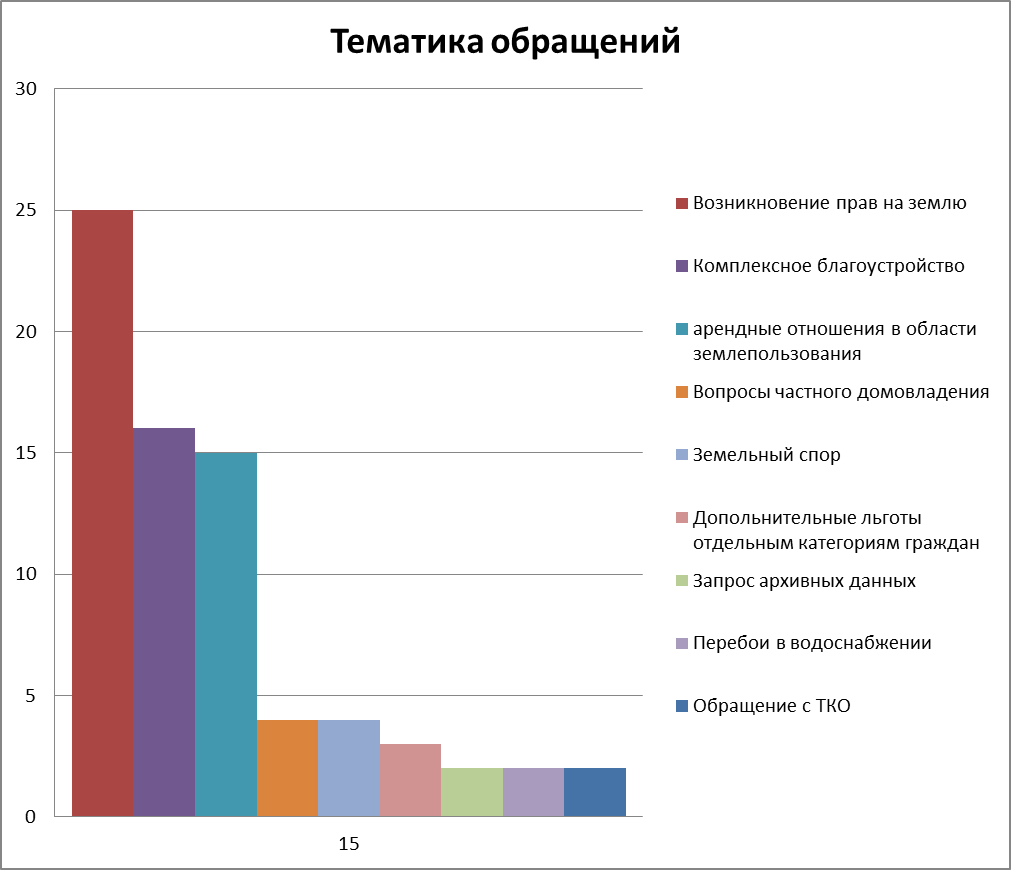 Тематика обращений
30
25
20
15
10
5
0
15
Возникновение прав на землю
Комплексное благоустройство
арендные отношения в области
землепользования
Вопросы частного домовладения
Земельный спор
Допольнительные льготы
отдельным категориям граждан
Запрос архивных данных
Перебои в водоснабжении
Обращение с ТКО